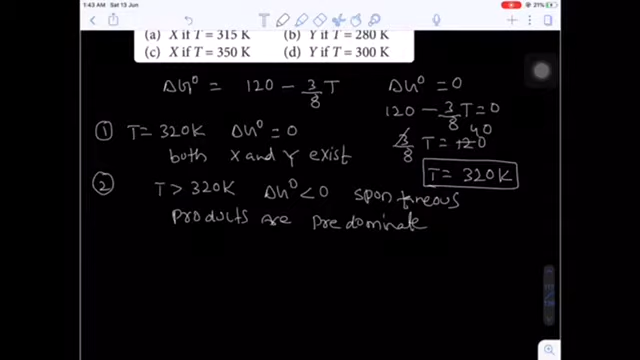 1:43 AM Sat 13 Jun
21%
(a) X if T = 315 K (b) Y if T = 280 K
(c) X if T = 350 K (d) Y if T = 300 K
ΔG° = 120 − 3/8 T
① T = 320K ΔG° = 0
both X and Y exist
② T > 320K ΔG° < 0 spontaneous
products are predominate
ΔG° = 0
120 − 3/8 T = 0
3/8 T = 120 40
T = 320K